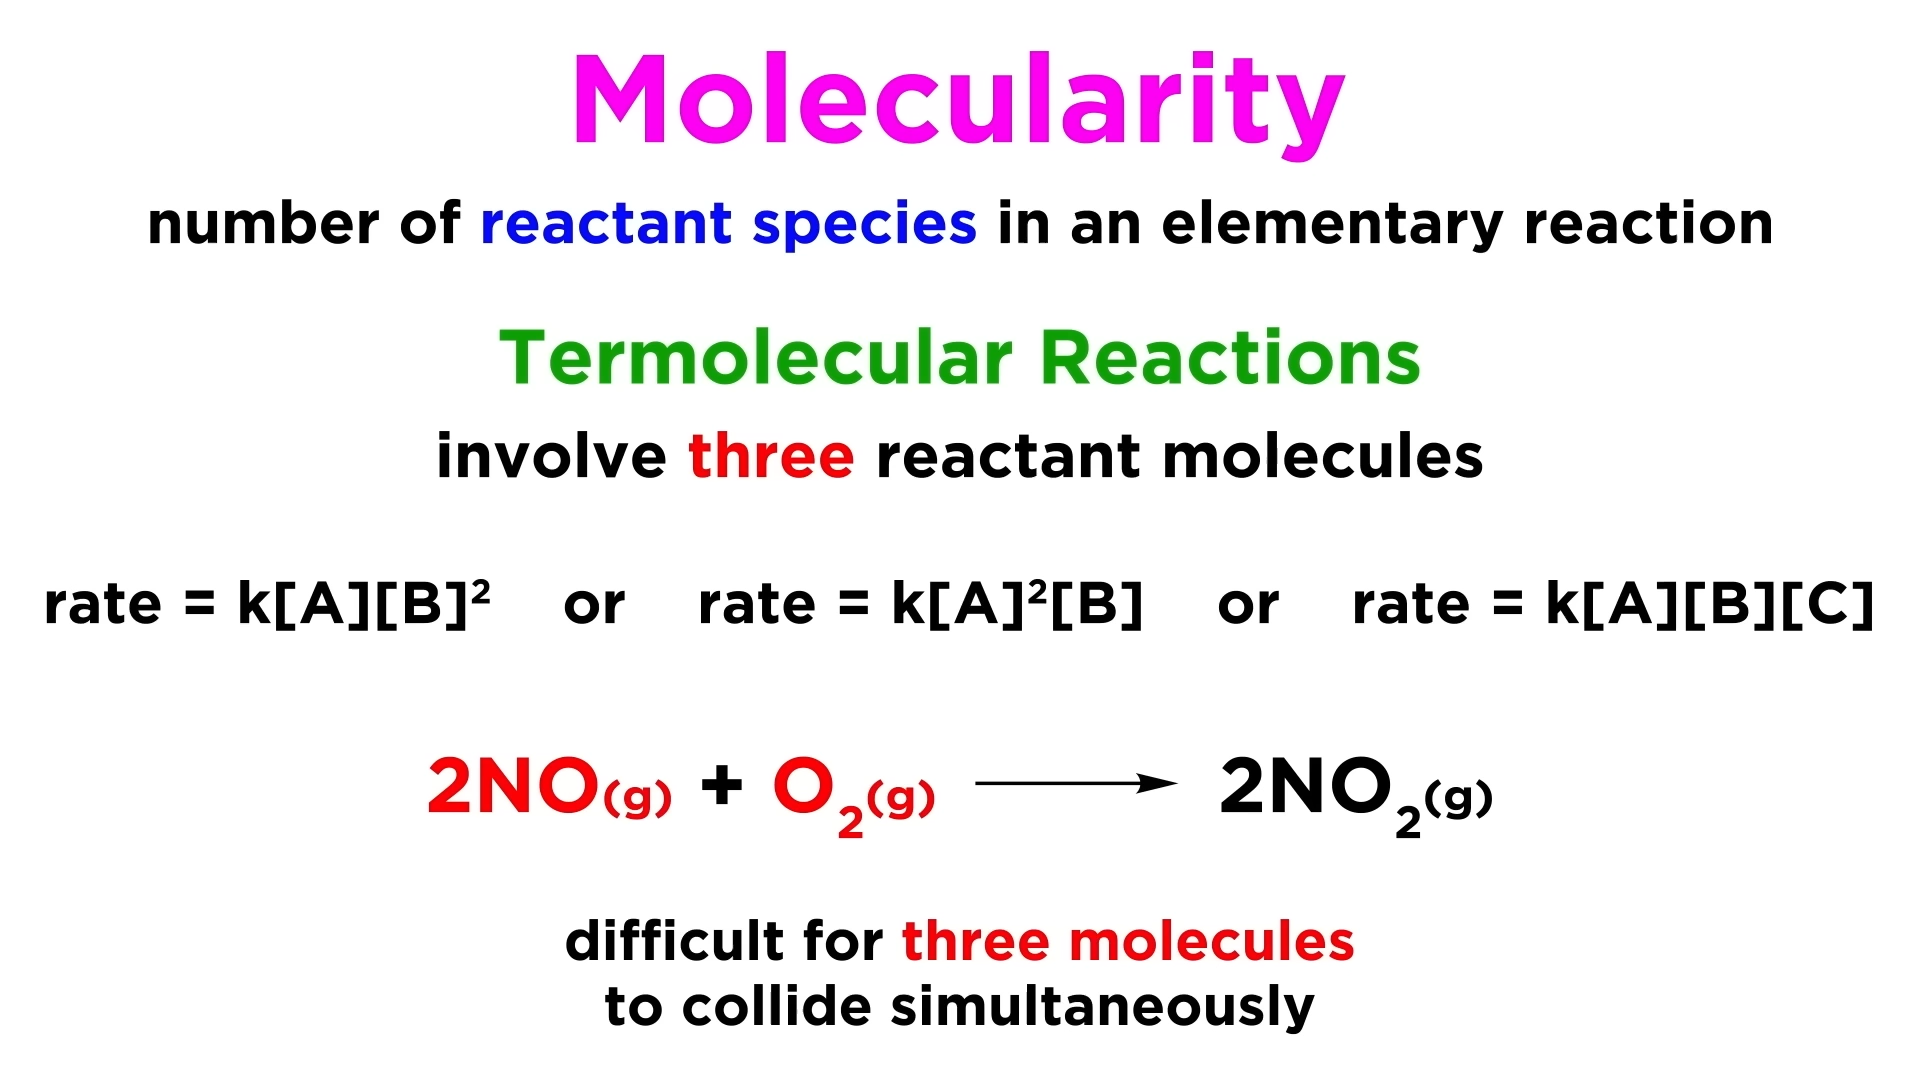 Molecularity
number of reactant species in an elementary reaction
Termolecular Reactions
involve three reactant molecules
rate = k[A][B]² or rate = k[A]²[B] or rate = k[A][B][C]
2NO(g) + O₂(g) ⟶ 2NO₂(g)
difficult for three molecules
to collide simultaneously